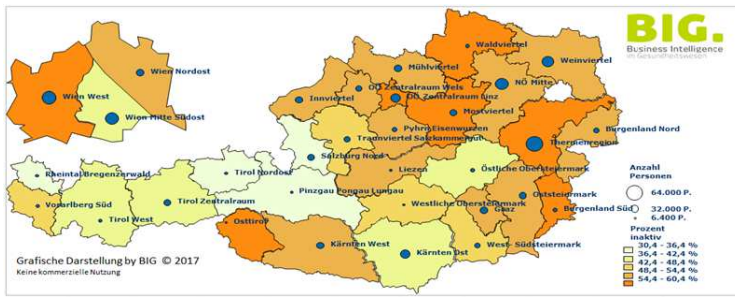 BIG.
Business Intelligence
im Gesundheitswesen
Waldviertel
Weinviertel
Mühlviertel
Wien Nordost
NÖ Mitte
OÖ Zentralraum Wels
OÖ Zentralraum Linz
Innviertel
Wien West
Mostviertel
Wien Mitte Südost
Pyhrn Eisenwurzen
Burgenland Nord
Traunviertel Salzkammergut
Thermenregion
Salzburg Nord
Liezen
Östliche Obersteiermark
Rheintal Bregenzerwald
Tirol Nordost
Pinzgau Pongau Lungau
Oststeiermark
Vorarlberg Süd
Tirol Zentralraum
Westliche Obersteiermark
Graz
Burgenland Süd
Tirol West
Osttirol
Kärnten West
Kärnten Ost
West- Südsteiermark
Anzahl
Personen
64.000 P.
32.000 P.
6.400 P.
Prozent
inaktiv
30,4 - 36,4 %
36,4 - 42,4 %
42,4 - 48,4 %
48,4 - 54,4 %
54,4 - 60,4 %
Grafische Darstellung by BIG © 2017
Keine kommerzielle Nutzung